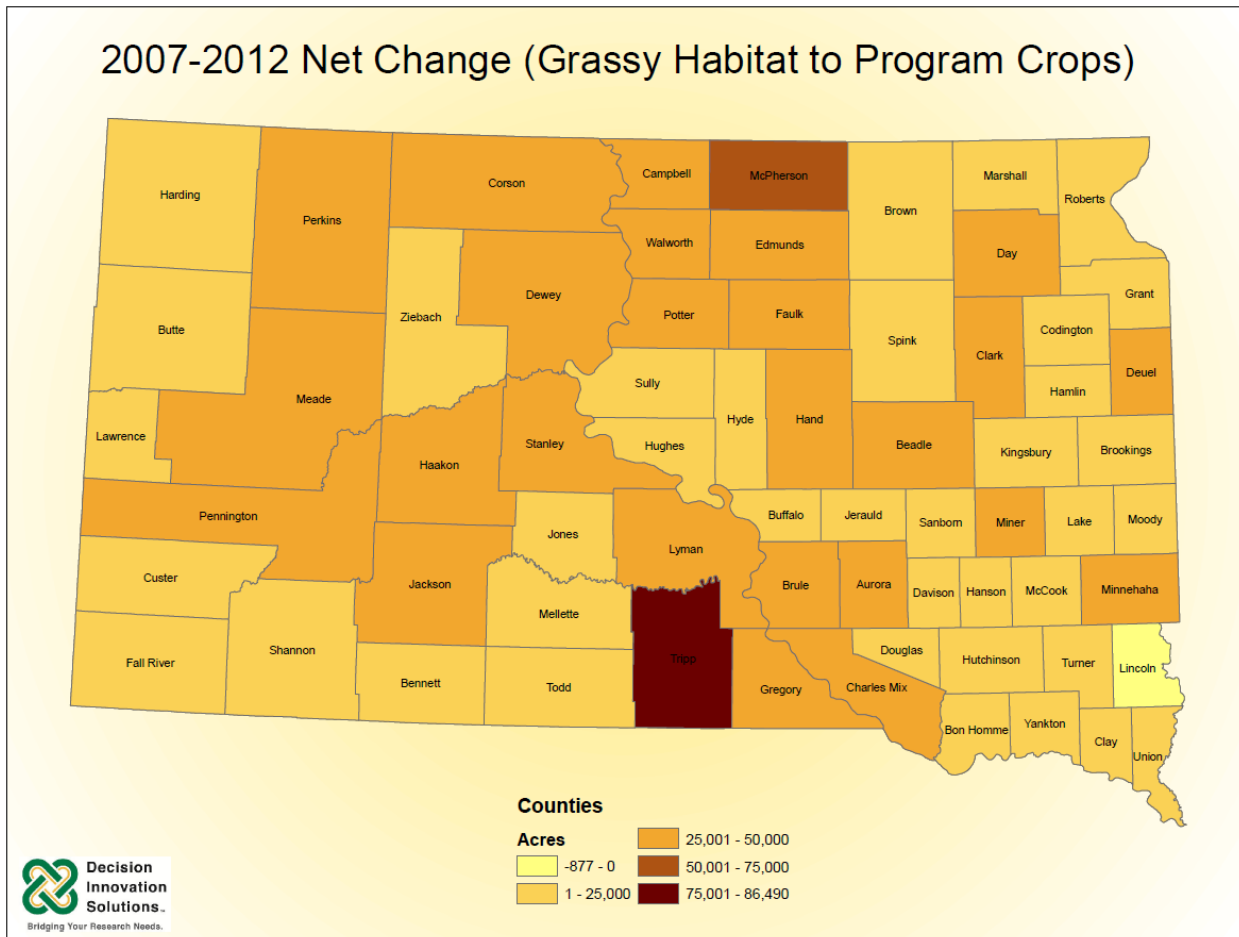 2007-2012 Net Change (Grassy Habitat to Program Crops)
Harding
Perkins
Corson
Campbell
McPherson
Brown
Marshall
Roberts
Walworth
Edmunds
Day
Butte
Ziebach
Dewey
Potter
Faulk
Spink
Clark
Codington
Grant
Hamlin
Deuel
Lawrence
Meade
Sully
Hyde
Hand
Beadle
Kingsbury
Brookings
Haakon
Stanley
Hughes
Pennington
Jones
Lyman
Buffalo
Jerauld
Sanborn
Miner
Lake
Moody
Custer
Jackson
Mellette
Brule
Aurora
Davison
Hanson
McCook
Minnehaha
Fall River
Shannon
Bennett
Todd
Tripp
Gregory
Charles Mix
Douglas
Hutchinson
Turner
Lincoln
Bon Homme
Yankton
Clay
Union
Counties
Acres
-877 - 0
1 - 25,000
25,001 - 50,000
50,001 - 75,000
75,001 - 86,490
Decision
Innovation
Solutions™
Bridging Your Research Needs.